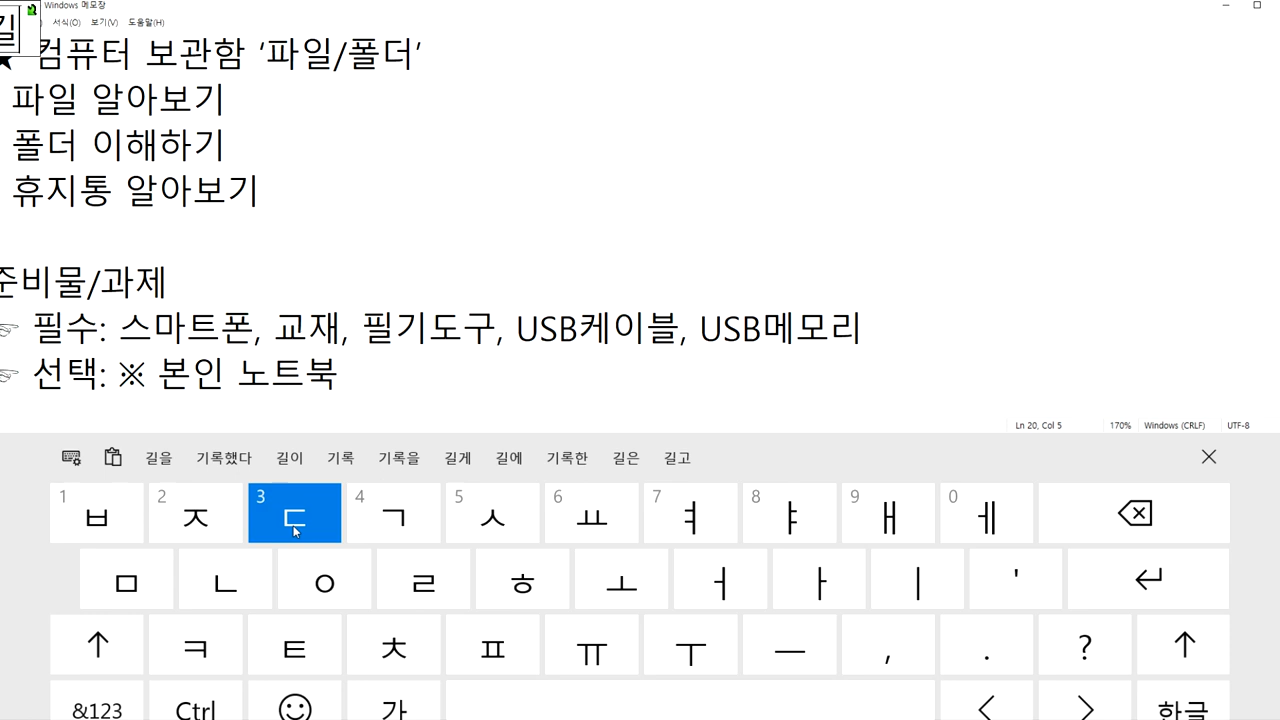 Windows 메모장
서식(O) 보기(V) 도움말(H)
길
★ 컴퓨터 보관함 ‘파일/폴더’
파일 알아보기
폴더 이해하기
휴지통 알아보기
준비물/과제
☞ 필수: 스마트폰, 교재, 필기도구, USB케이블, USB메모리
☞ 선택: ※ 본인 노트북
Ln 20, Col 5 170% Windows (CRLF) UTF-8
길을 기록했다 길이 기록 기록을 길게 길에 기록한 길은 길고
1 ㅂ 2 ㅈ 3 ㄷ 4 ㄱ 5 ㅅ 6 ㅛ 7 ㅕ 8 ㅑ 9 ㅐ 0 ㅔ
ㅁ ㄴ ㅇ ㄹ ㅎ ㅗ ㅓ ㅏ ㅣ '
↑ ㅋ ㅌ ㅊ ㅍ ㅠ ㅜ ㅡ , . ? ↑
&123 Ctrl 가 < > 한글